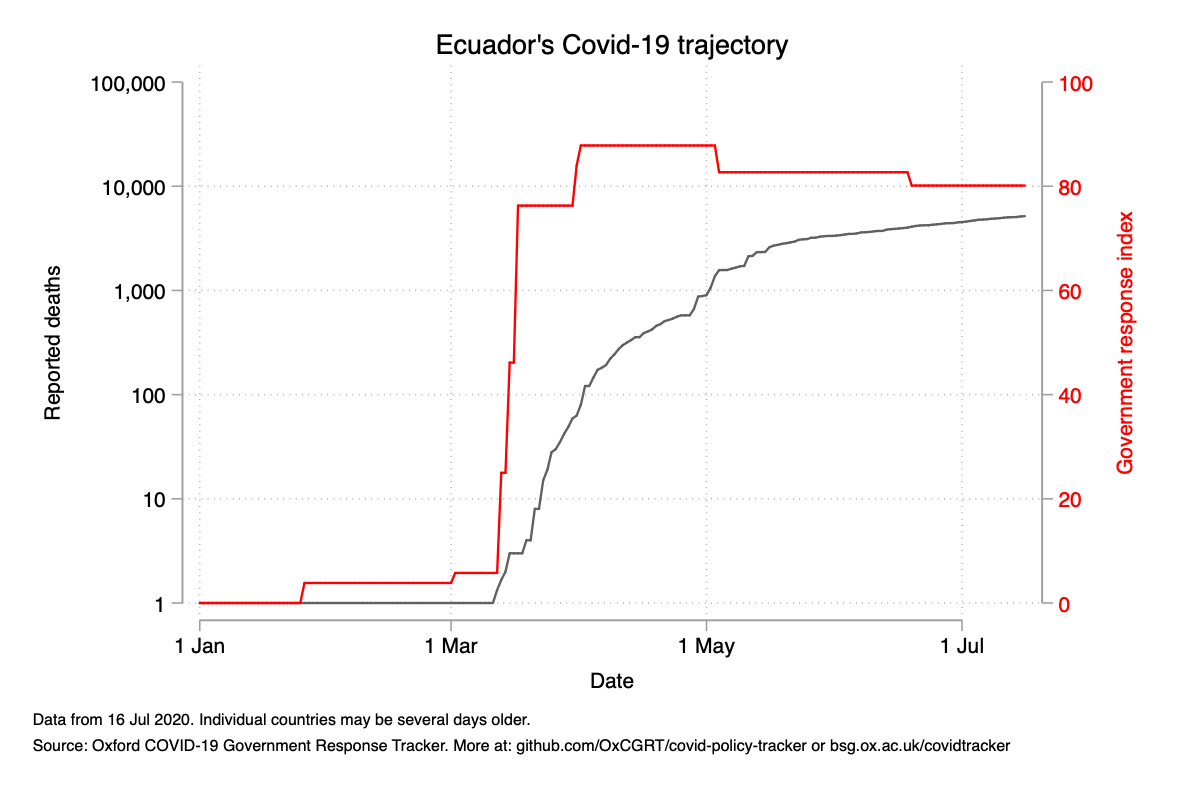 Ecuador's Covid-19 trajectory
100,000
10,000
1,000
100
10
1
Reported deaths
100
80
60
40
20
0
Government response index
1 Jan
1 Mar
1 May
1 Jul
Date
Data from 16 Jul 2020. Individual countries may be several days older.
Source: Oxford COVID-19 Government Response Tracker. More at: github.com/OxCGRT/covid-policy-tracker or bsg.ox.ac.uk/covidtracker